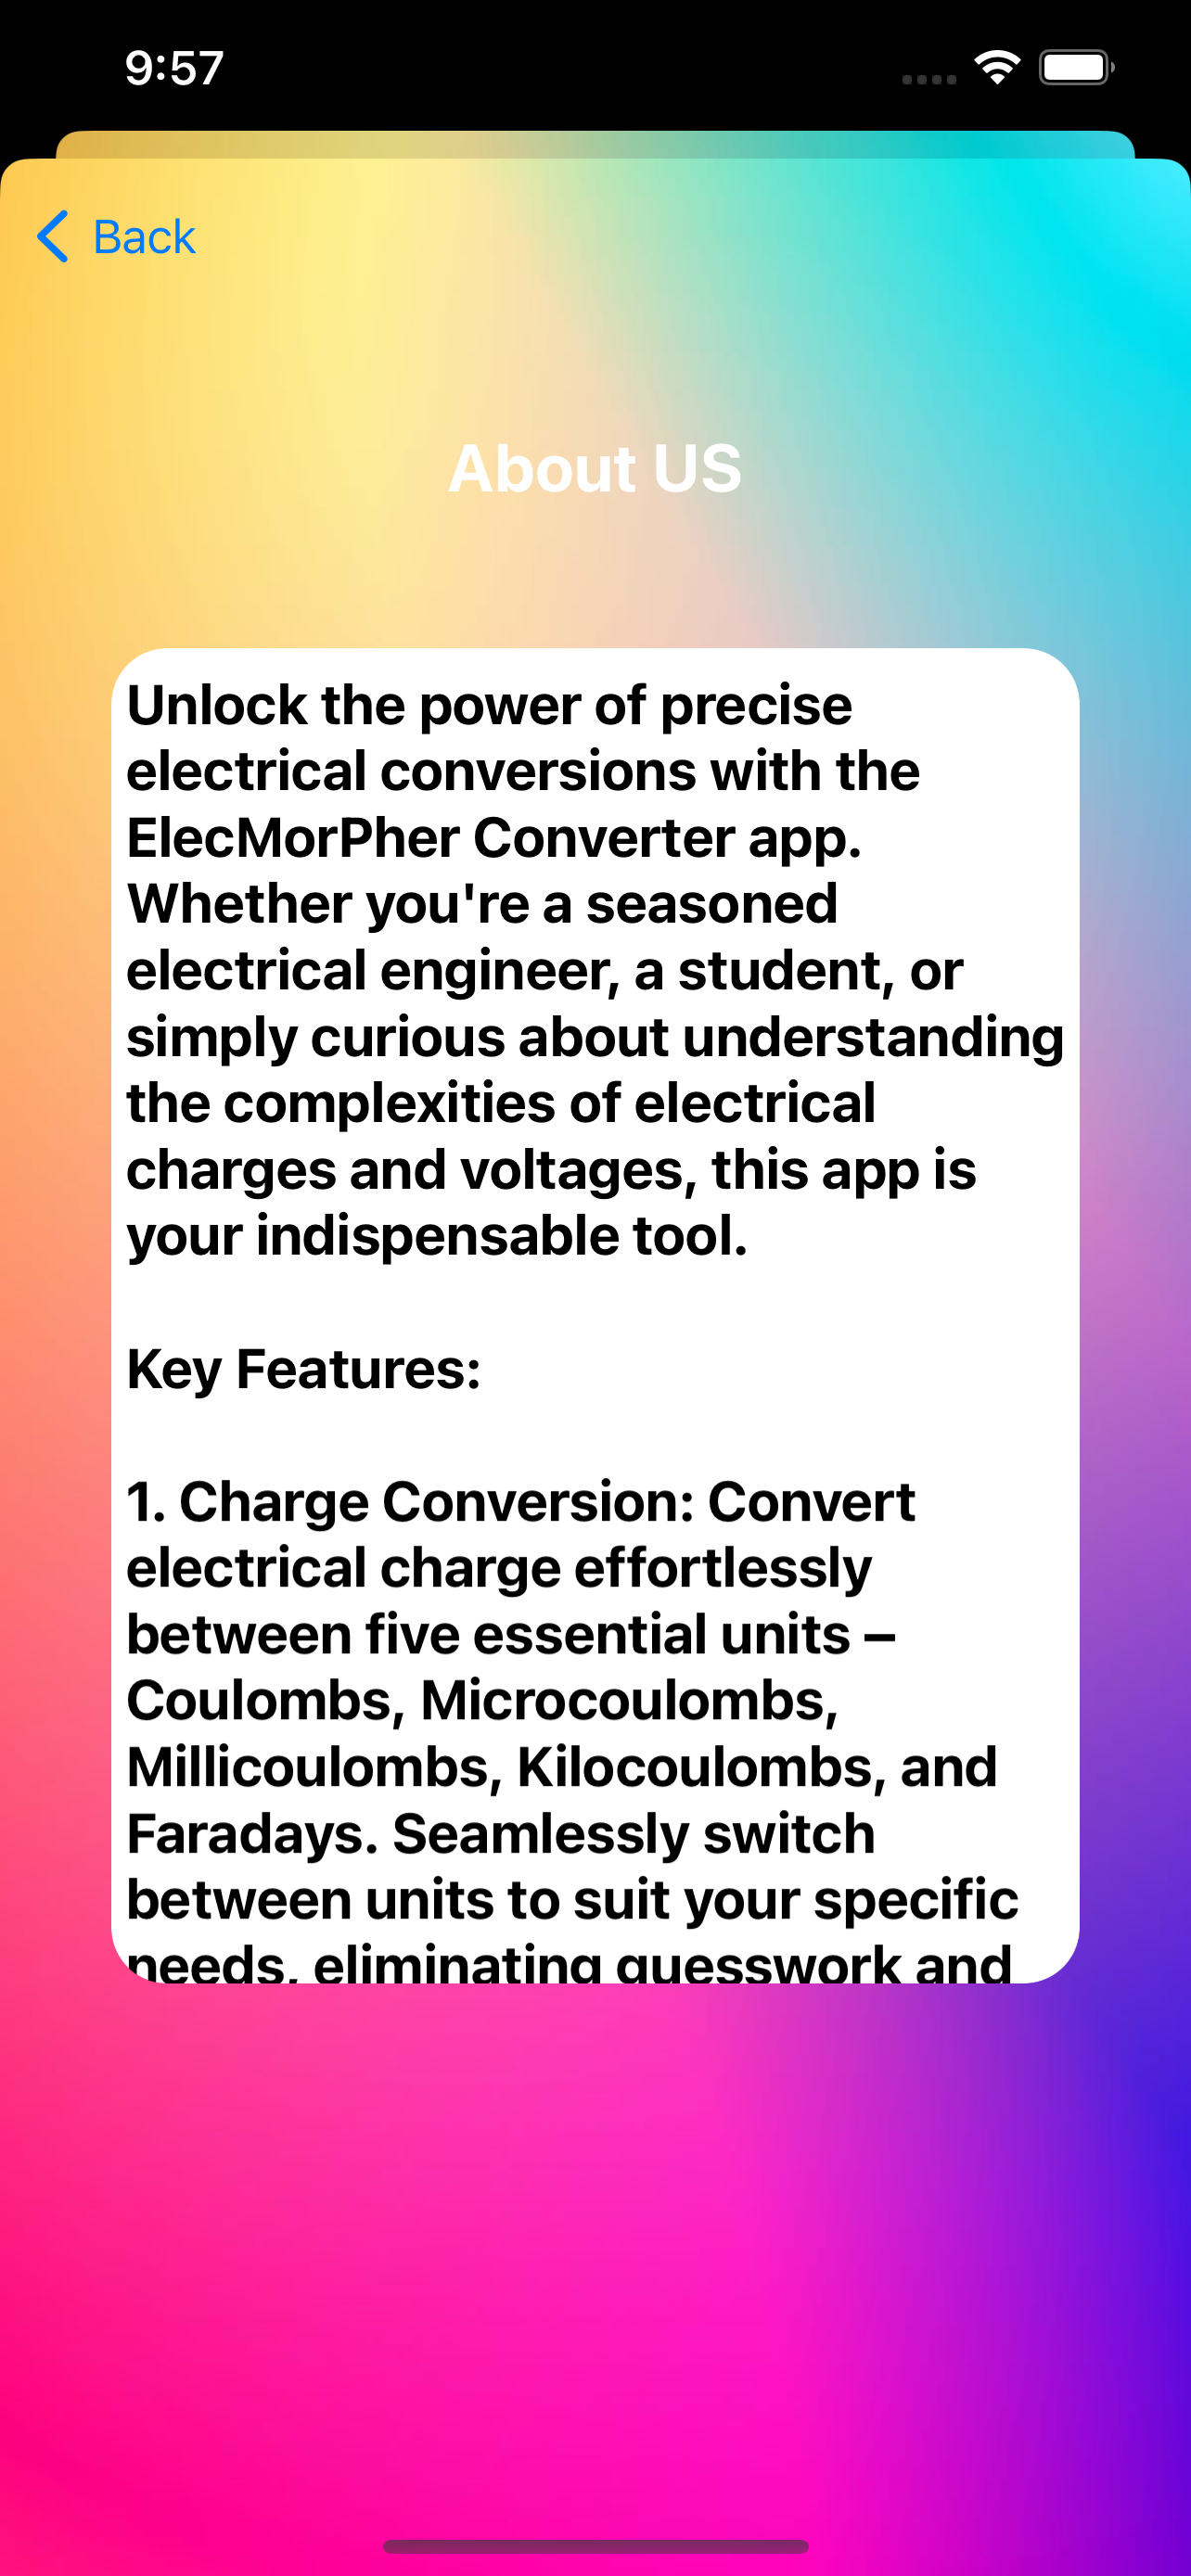 9:57
Back
About US
Unlock the power of precise
electrical conversions with the
ElecMorPher Converter app.
Whether you're a seasoned
electrical engineer, a student, or
simply curious about understanding
the complexities of electrical
charges and voltages, this app is
your indispensable tool.
Key Features:
1. Charge Conversion: Convert
electrical charge effortlessly
between five essential units –
Coulombs, Microcoulombs,
Millicoulombs, Kilocoulombs, and
Faradays. Seamlessly switch
between units to suit your specific
needs, eliminating guesswork and